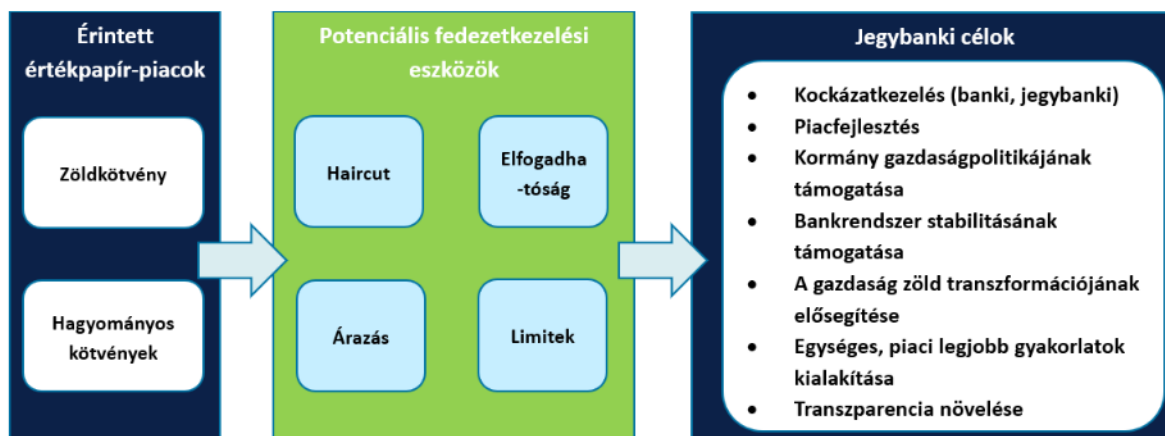 Érintett
értékpapír-piacok
Zöldkötvény
Hagyományos
kötvények
Potenciális fedezetkezelési
eszközök
Haircut
Elfogadha
-tóság
Árazás
Limitek
Jegybanki célok
• Kockázatkezelés (banki, jegybanki)
• Piacfejlesztés
• Kormány gazdaságpolitikájának
támogatása
• Bankrendszer stabilitásának
támogatása
• A gazdaság zöld transzformációjának
elősegítése
• Egységes, piaci legjobb gyakorlatok
kialakítása
• Transzparencia növelése